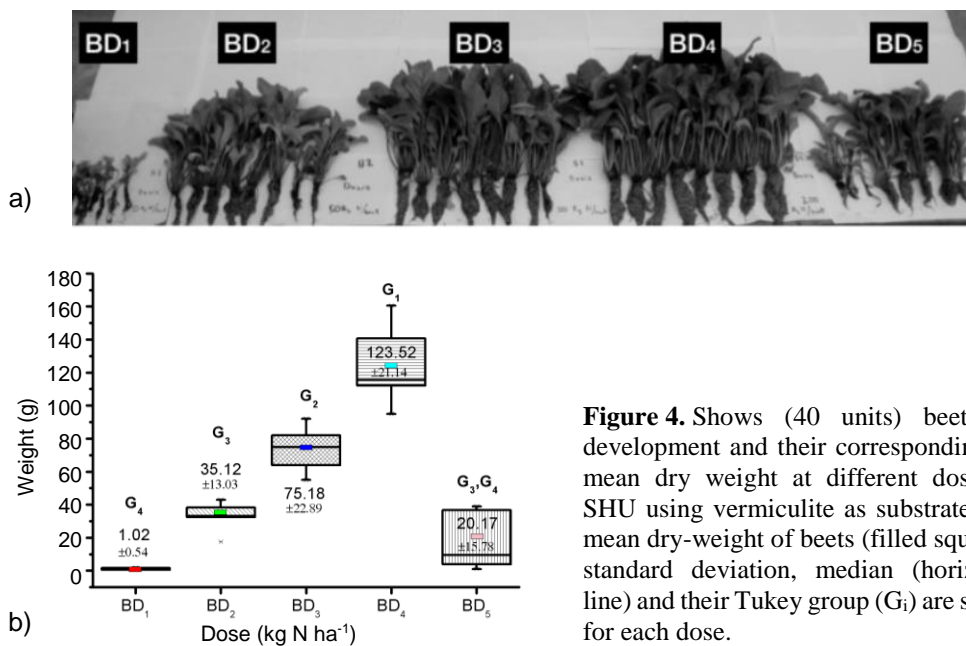 BD1 BD2 BD3 BD4 BD5
a)
180
160
140
120
100
80
60
40
20
0
Weight (g)
G4
1.02
±0.54
G3
35.12
±13.03
G2
75.18
±22.89
G1
123.52
±21.14
G3,G4
20.17
±15.78
BD1 BD2 BD3 BD4 BD5
Dose (kg N ha-1)
b)
Figure 4. Shows (40 units) beet
development and their correspondin
mean dry weight at different dos
SHU using vermiculite as substrate
mean dry-weight of beets (filled squ
standard deviation, median (horiz
line) and their Tukey group (Gi) are s
for each dose.